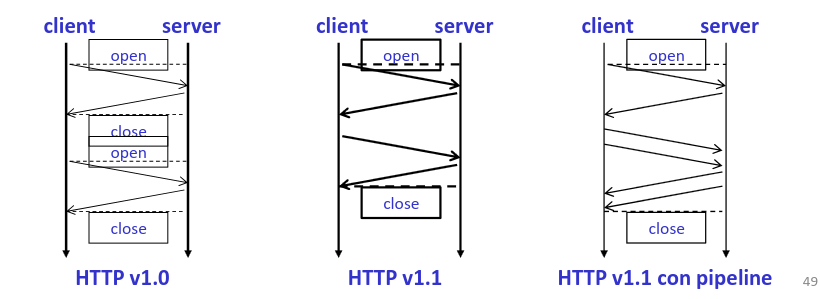 client server
open
close
open
close
HTTP v1.0
client server
open
close
HTTP v1.1
client server
open
close
HTTP v1.1 con pipeline
49